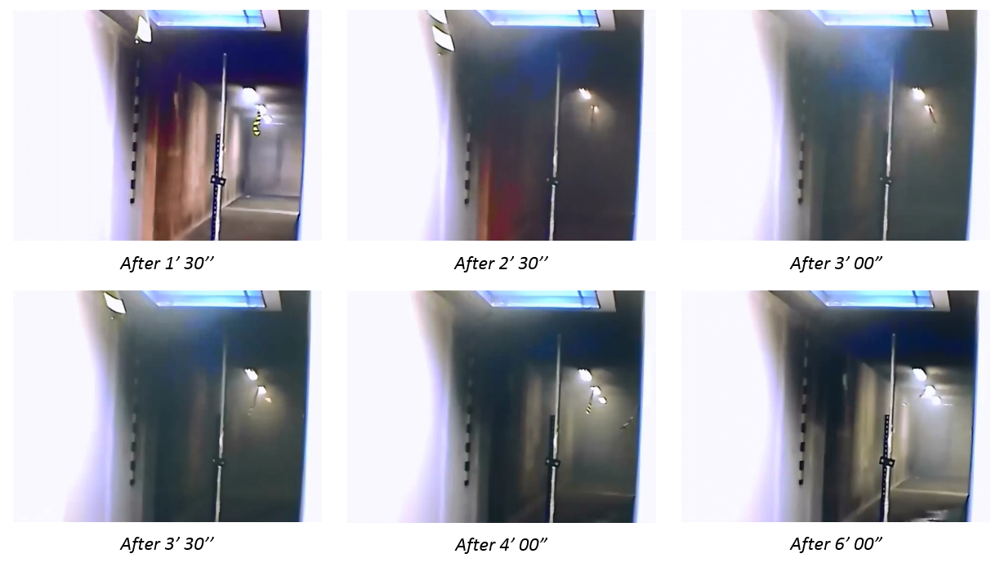 After 1’ 30’’
After 2’ 30’’
After 3’ 00”
After 3’ 30’’
After 4’ 00”
After 6’ 00”